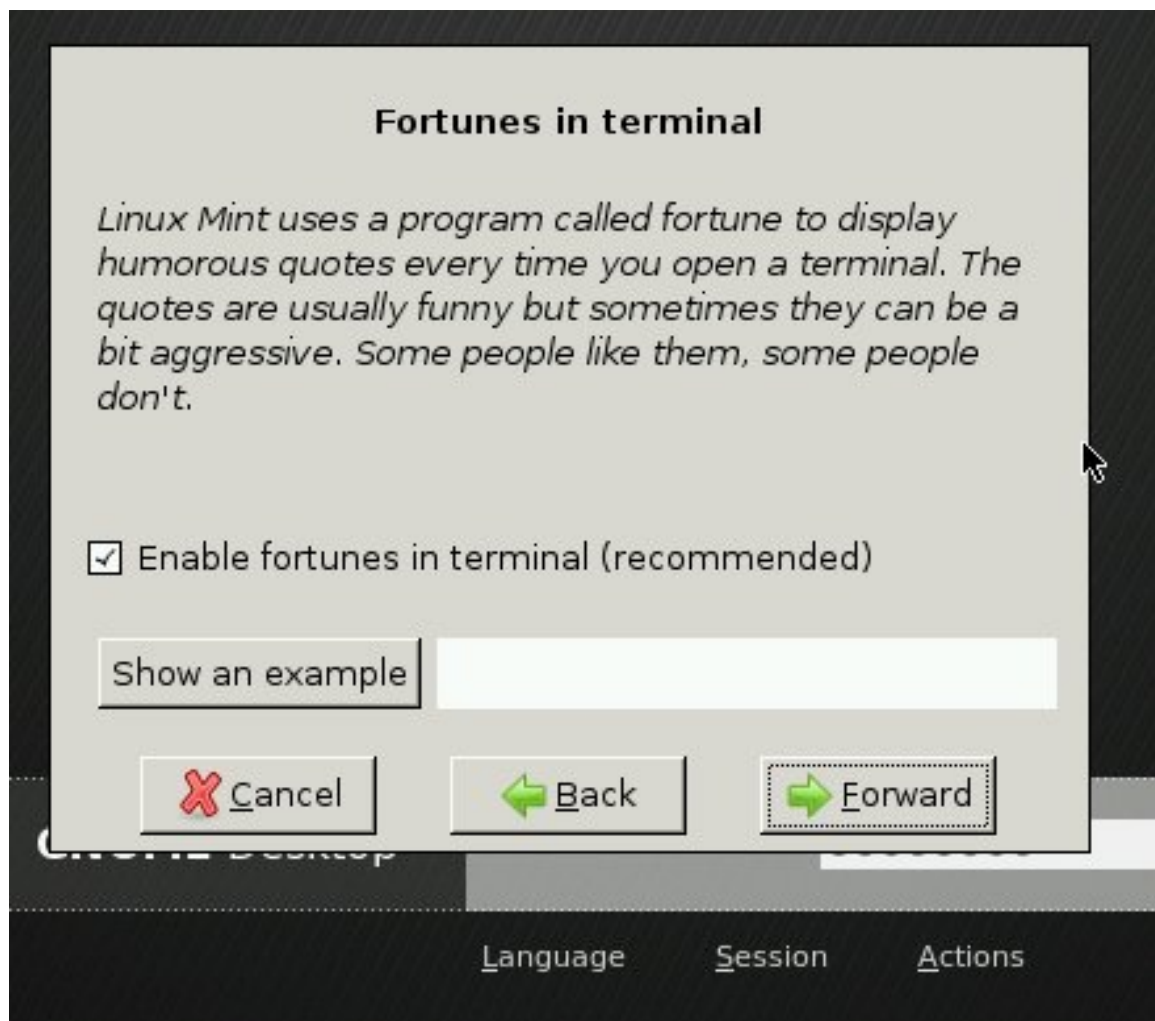 Fortunes in terminal
Linux Mint uses a program called fortune to display
humorous quotes every time you open a terminal. The
quotes are usually funny but sometimes they can be a
bit aggressive. Some people like them, some people
don't.
Enable fortunes in terminal (recommended)
Show an example
Cancel Back Forward
GNOME Desktop
Language Session Actions